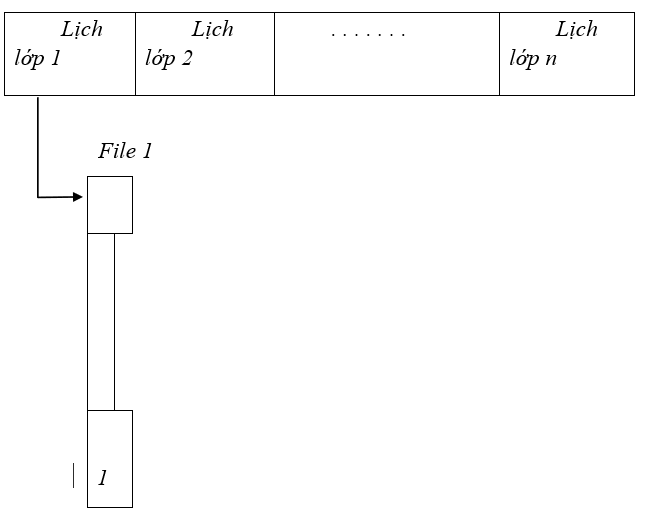 Lịch lớp 1
Lịch lớp 2
. . . . . . .
Lịch lớp n
File 1
1